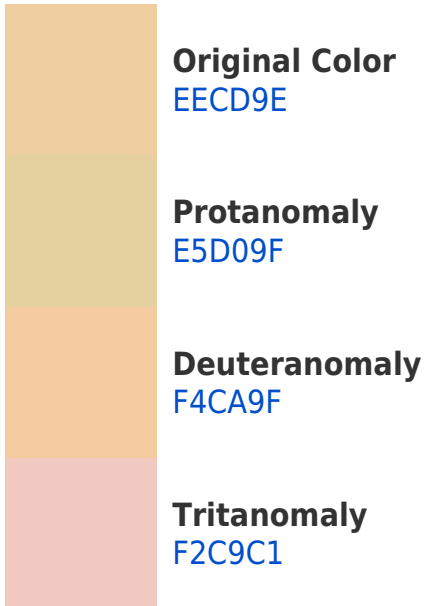 Original Color
EECD9E
Protanomaly
E5D09F
Deuteranomaly
F4CA9F
Tritanomaly
F2C9C1